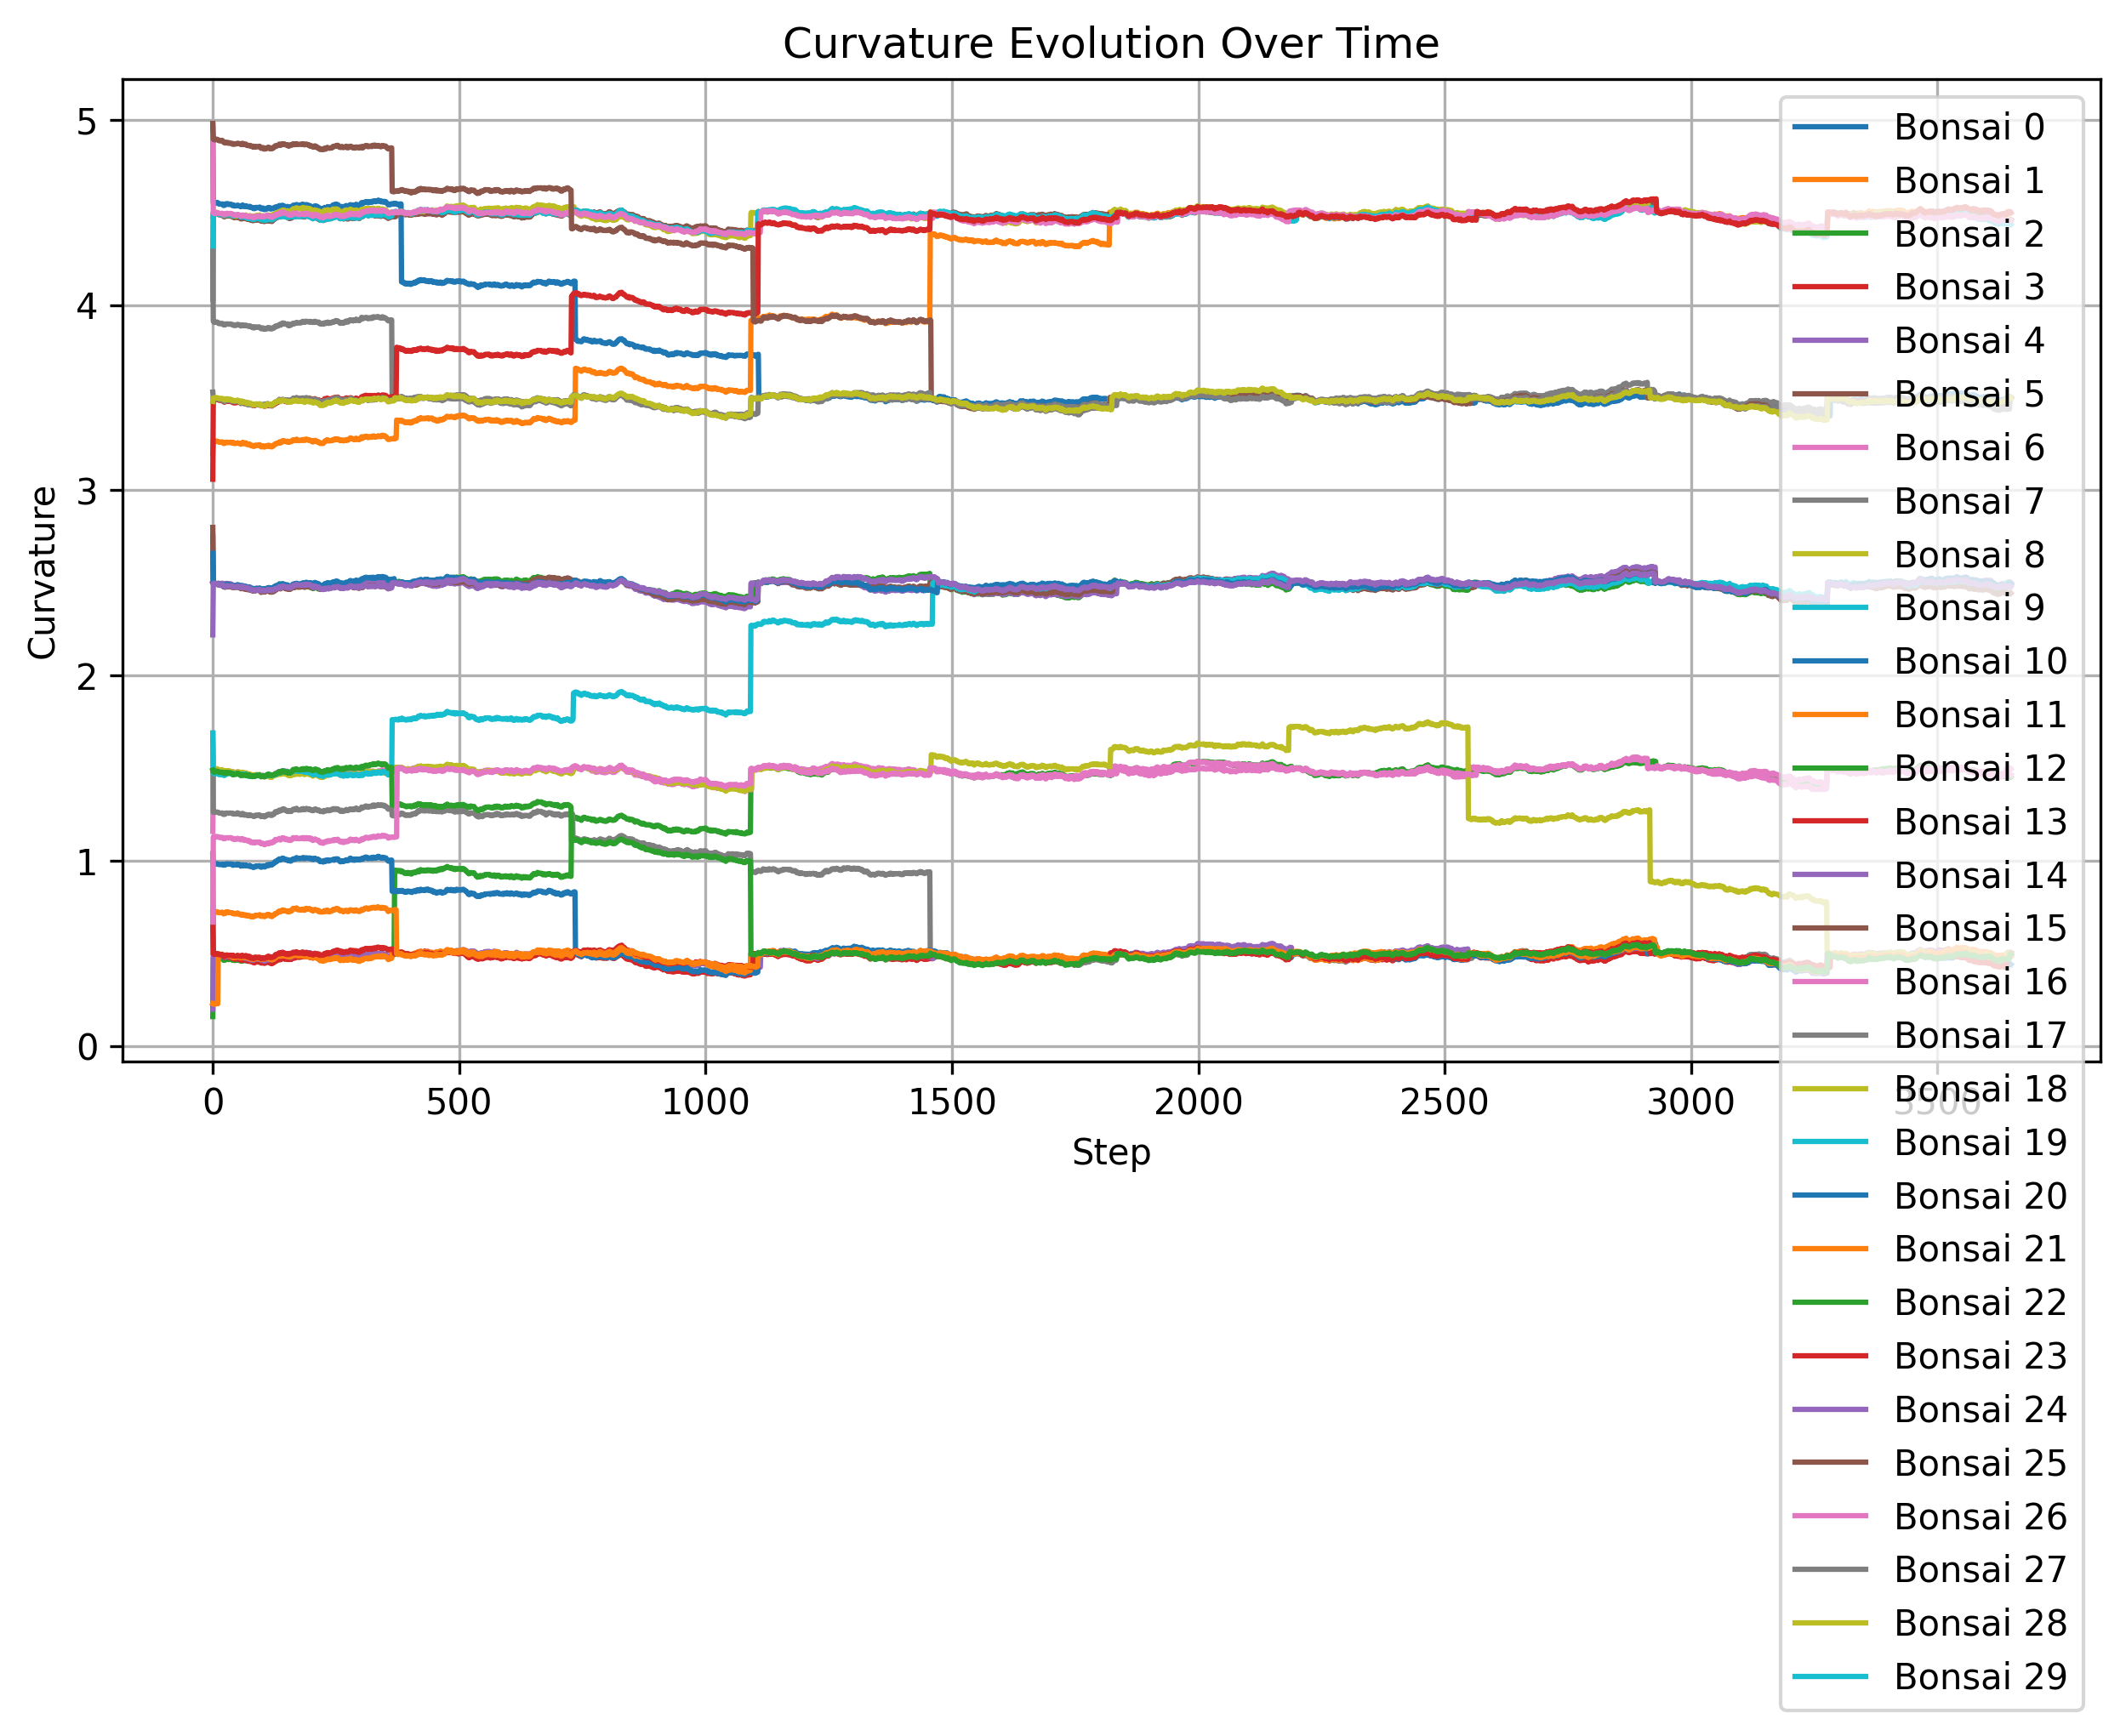 Curvature Evolution Over Time
Curvature
5
4
3
2
1
0
0
500
1000
1500
2000
2500
3000
3500
Step
Bonsai 0
Bonsai 1
Bonsai 2
Bonsai 3
Bonsai 4
Bonsai 5
Bonsai 6
Bonsai 7
Bonsai 8
Bonsai 9
Bonsai 10
Bonsai 11
Bonsai 12
Bonsai 13
Bonsai 14
Bonsai 15
Bonsai 16
Bonsai 17
Bonsai 18
Bonsai 19
Bonsai 20
Bonsai 21
Bonsai 22
Bonsai 23
Bonsai 24
Bonsai 25
Bonsai 26
Bonsai 27
Bonsai 28
Bonsai 29